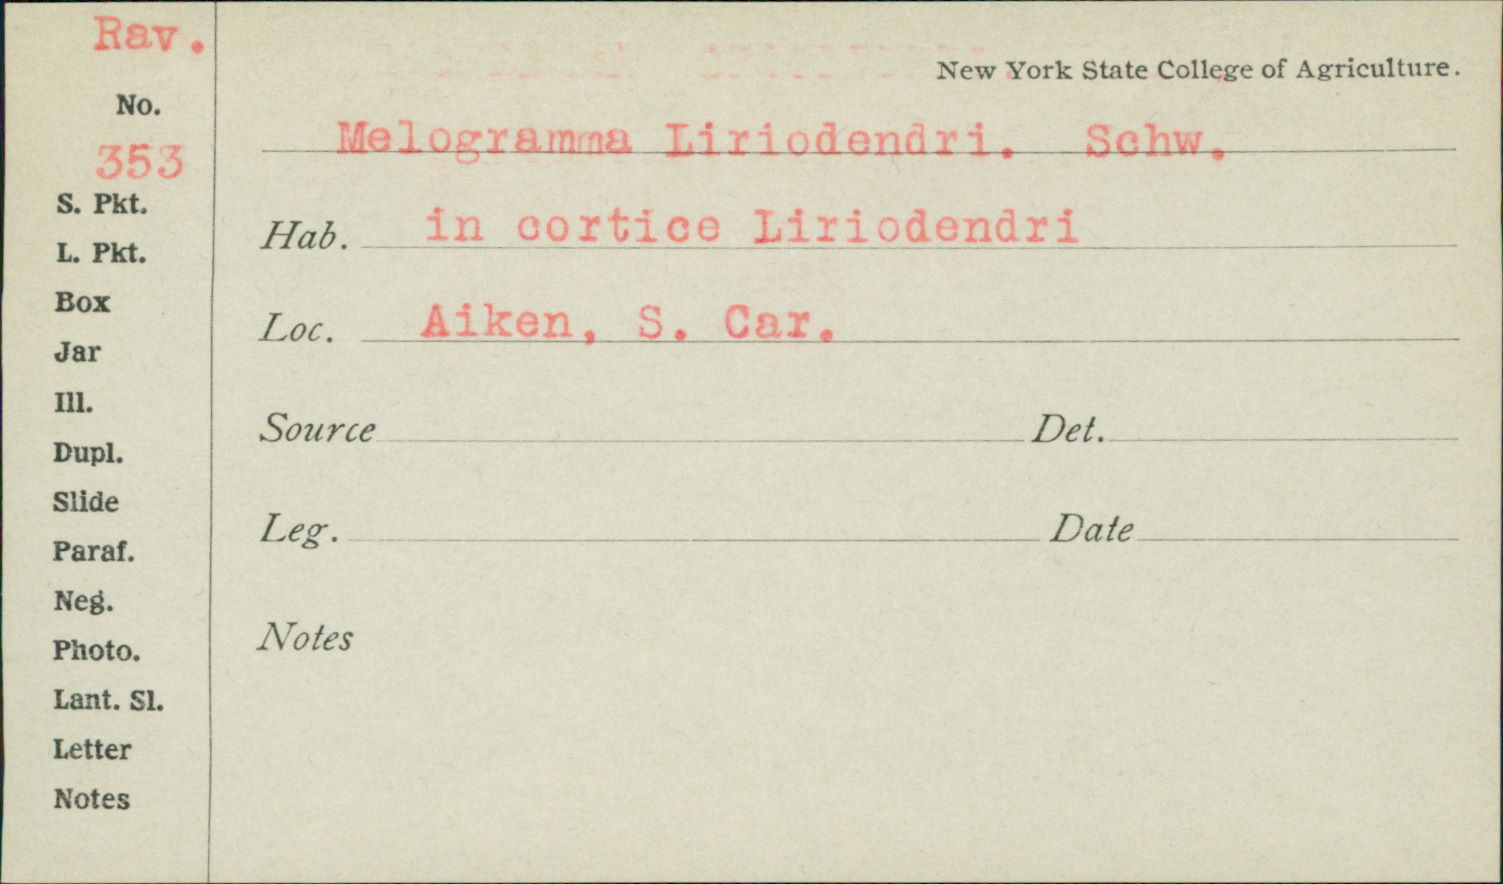 Rav.
No.
353
S. Pkt.
L. Pkt.
Box
Jar
Ill.
Dupl.
Slide
Paraf.
Neg.
Photo.
Lant. Sl.
Letter
Notes
New York State College of Agriculture.
Melogramma Liriodendri. Schw.
Hab. in cortice Liriodendri
Loc. Aiken, S. Car.
Source Det.
Leg. Date
Notes